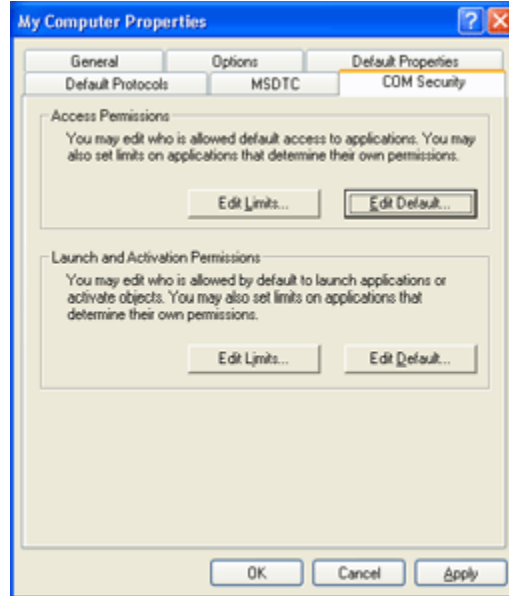 My Computer Properties
General Options Default Properties
Default Protocols MSDTC COM Security
Access Permissions
You may edit who is allowed default access to applications. You may
also set limits on applications that determine their own permissions.
Edit Limits... Edit Default...
Launch and Activation Permissions
You may edit who is allowed by default to launch applications or
activate objects. You may also set limits on applications that
determine their own permissions.
Edit Limits... Edit Default...
OK Cancel Apply